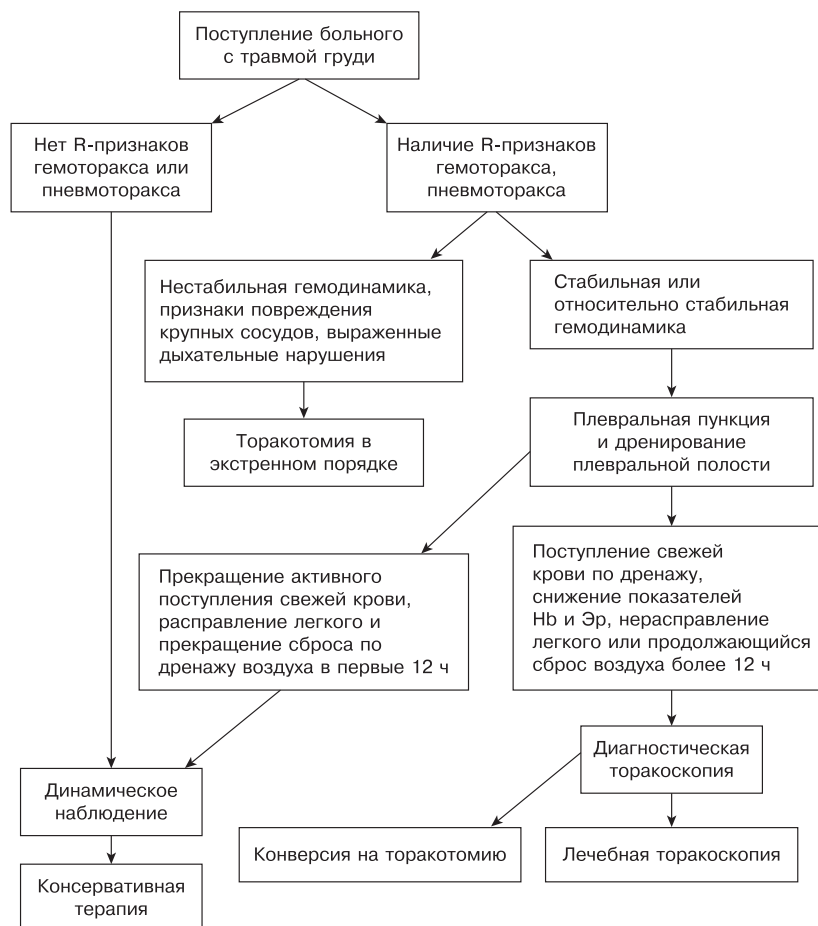 Поступление больного
с травмой груди
Нет R-признаков
гемоторакса или
пневмоторакса
Наличие R-признаков
гемоторакса,
пневмоторакса
Нестабильная гемодинамика,
признаки повреждения
крупных сосудов, выраженные
дыхательные нарушения
Стабильная или
относительно стабильная
гемодинамика
Торакотомия в
экстренном порядке
Плевральная пункция
и дренирование
плевральной полости
Прекращение активного
поступления свежей крови,
расправление легкого и
прекращение сброса по
дренажу воздуха в первые 12 ч
Поступление свежей
крови по дренажу,
снижение показателей
Hb и Эр, нерасправление
легкого или продолжающийся
сброс воздуха более 12 ч
Диагностическая
торакоскопия
Динамическое
наблюдение
Конверсия на торакотомию
Лечебная торакоскопия
Консервативная
терапия